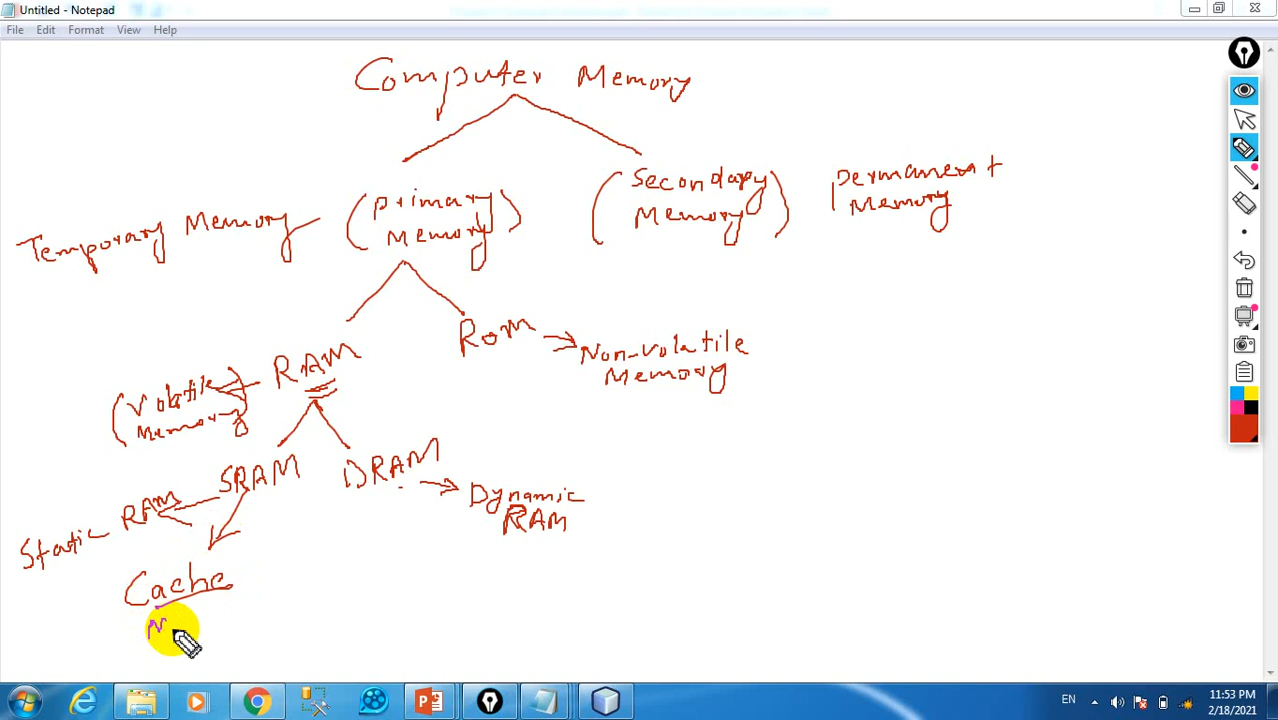 Untitled - Notepad
File Edit Format View Help
Computer Memory
Temporary Memory
(Primary Memory)
(Secondary Memory)
Permanent Memory
RAM
ROM
Non-volatile Memory
(Volatile Memory)
SRAM
DRAM
Static RAM
Dynamic RAM
Cache
EN
11:53 PM
2/18/2021